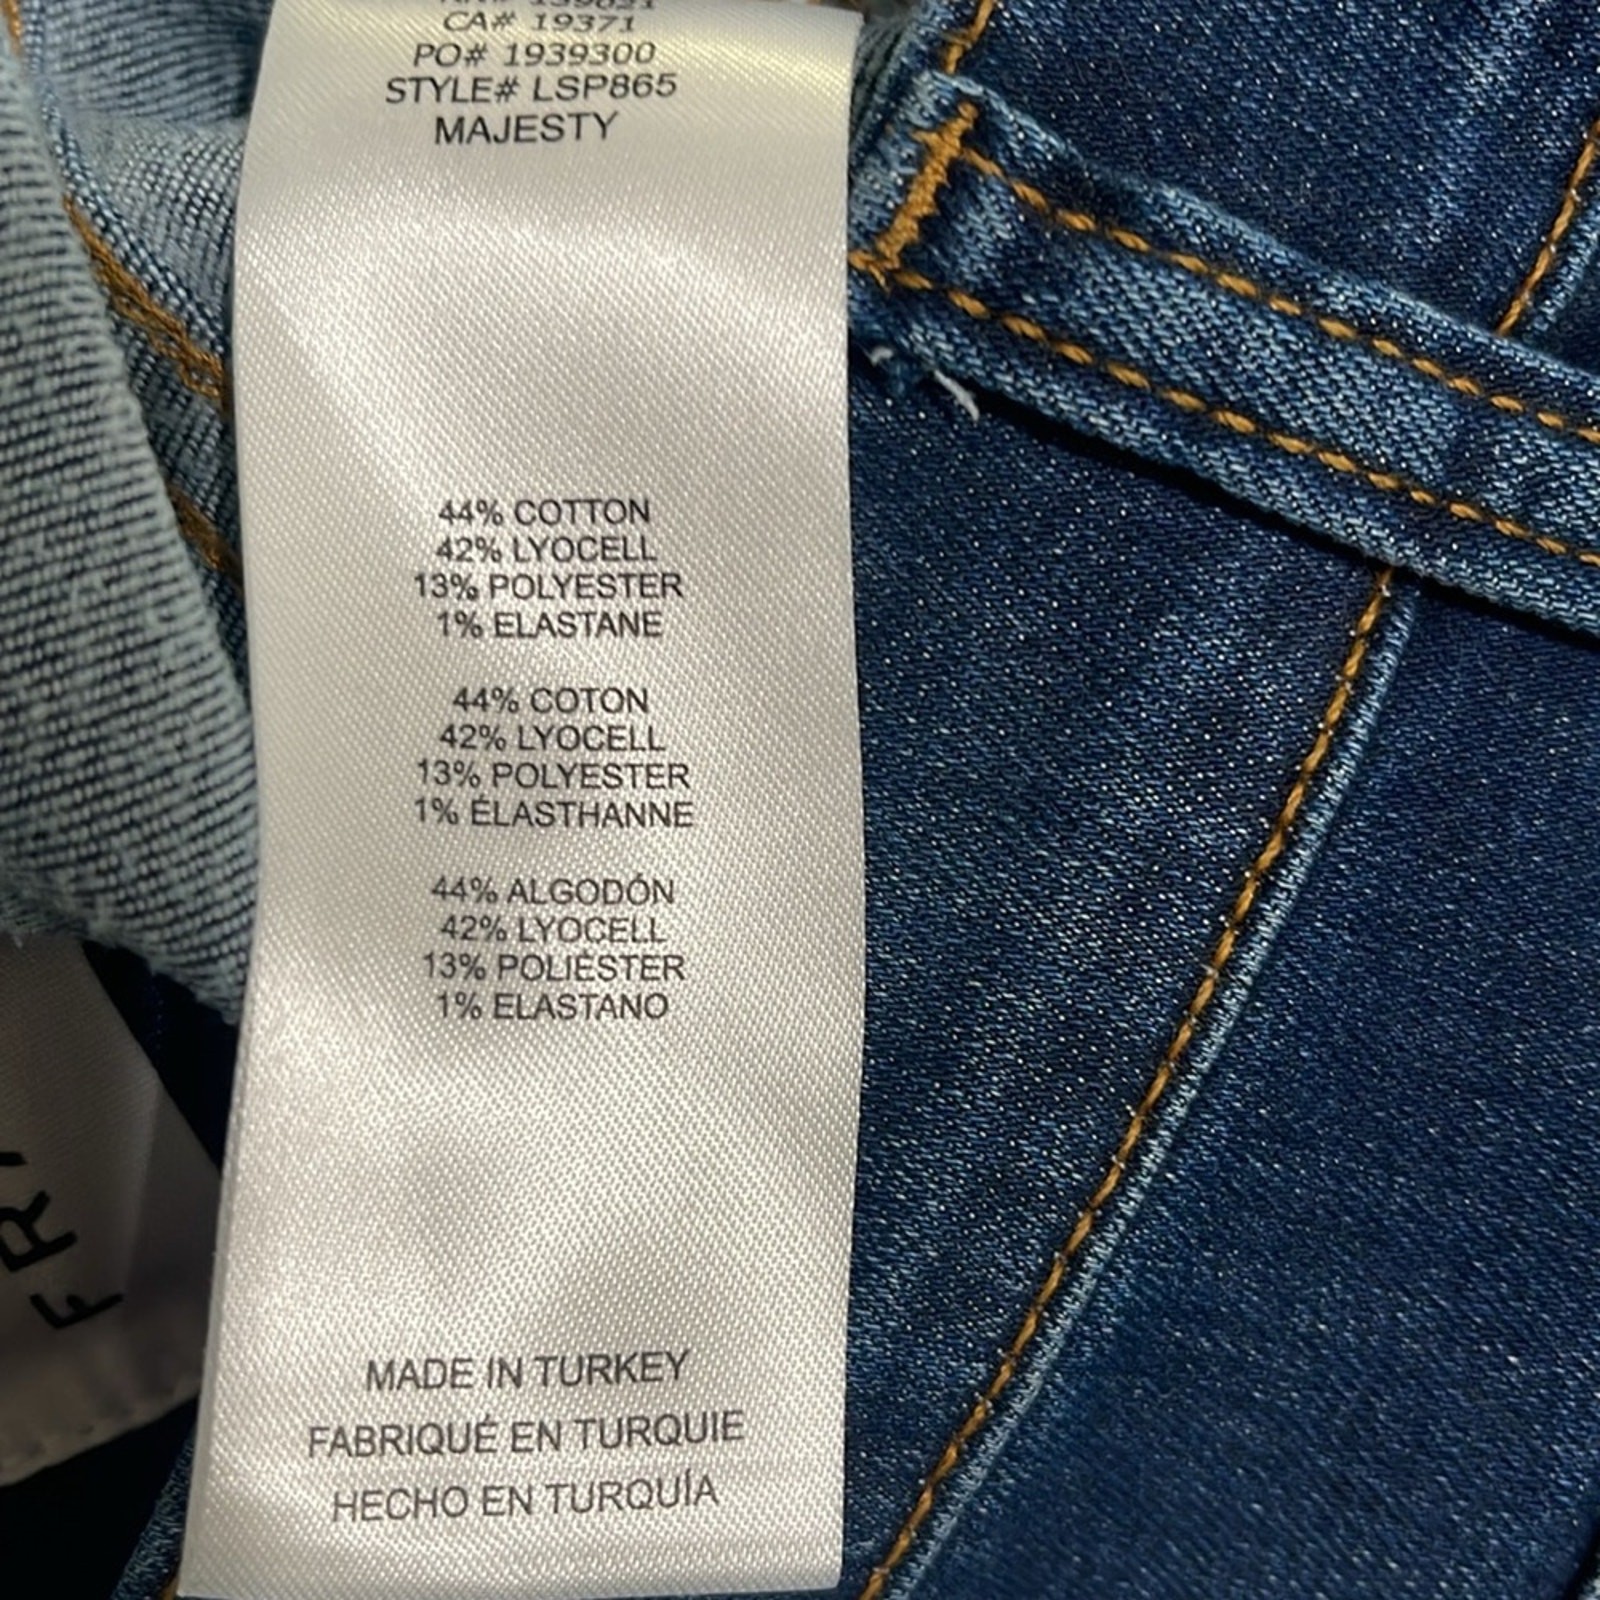 CA# 19371
PO# 1939300
STYLE# LSP865
MAJESTY
44% COTTON
42% LYOCELL
13% POLYESTER
1% ELASTANE
44% COTON
42% LYOCELL
13% POLYESTER
1% ÉLASTHANNE
44% ALGODÓN
42% LYOCELL
13% POLIÉSTER
1% ELASTANO
MADE IN TURKEY
FABRIQUÉ EN TURQUIE
HECHO EN TURQUÍA